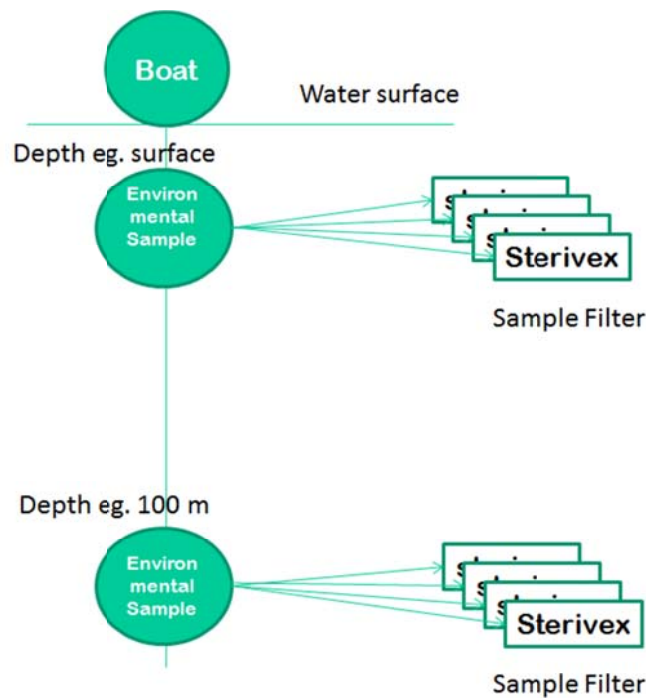 Boat
Water surface
Depth eg. surface
Environ
mental
Sample
Sterivex
Sample Filter
Depth eg. 100 m
Environ
mental
Sample
Sterivex
Sample Filter